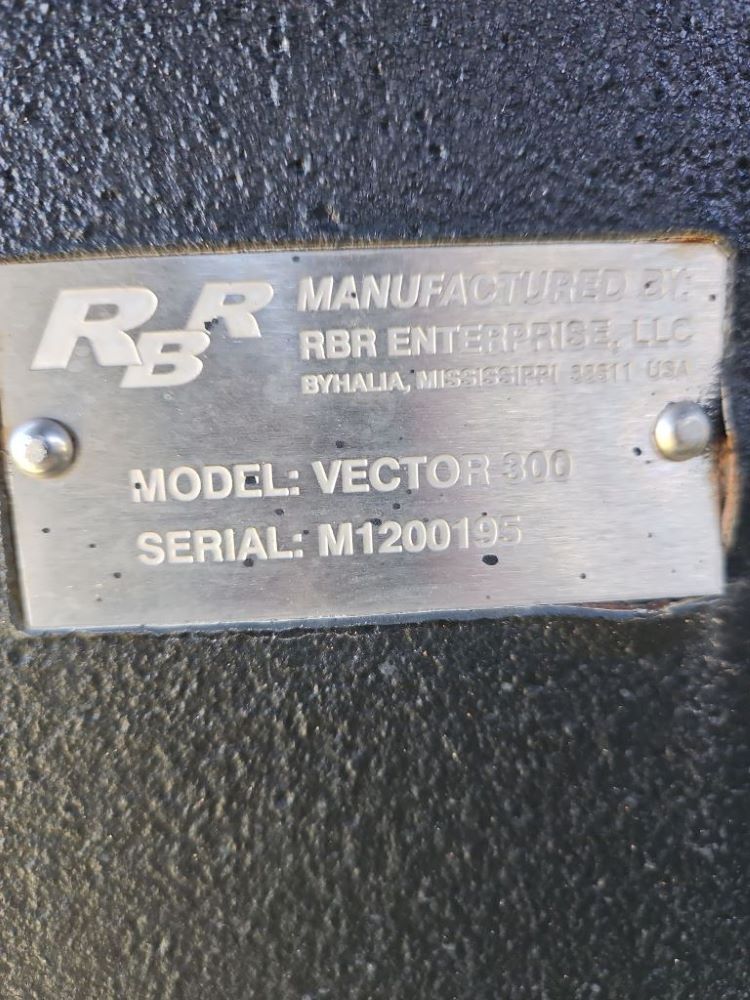 RBR
MANUFACTURED BY:
RBR ENTERPRISE, LLC
BYHALIA, MISSISSIPPI 38611 USA
MODEL: VECTOR 300
SERIAL: M1200195